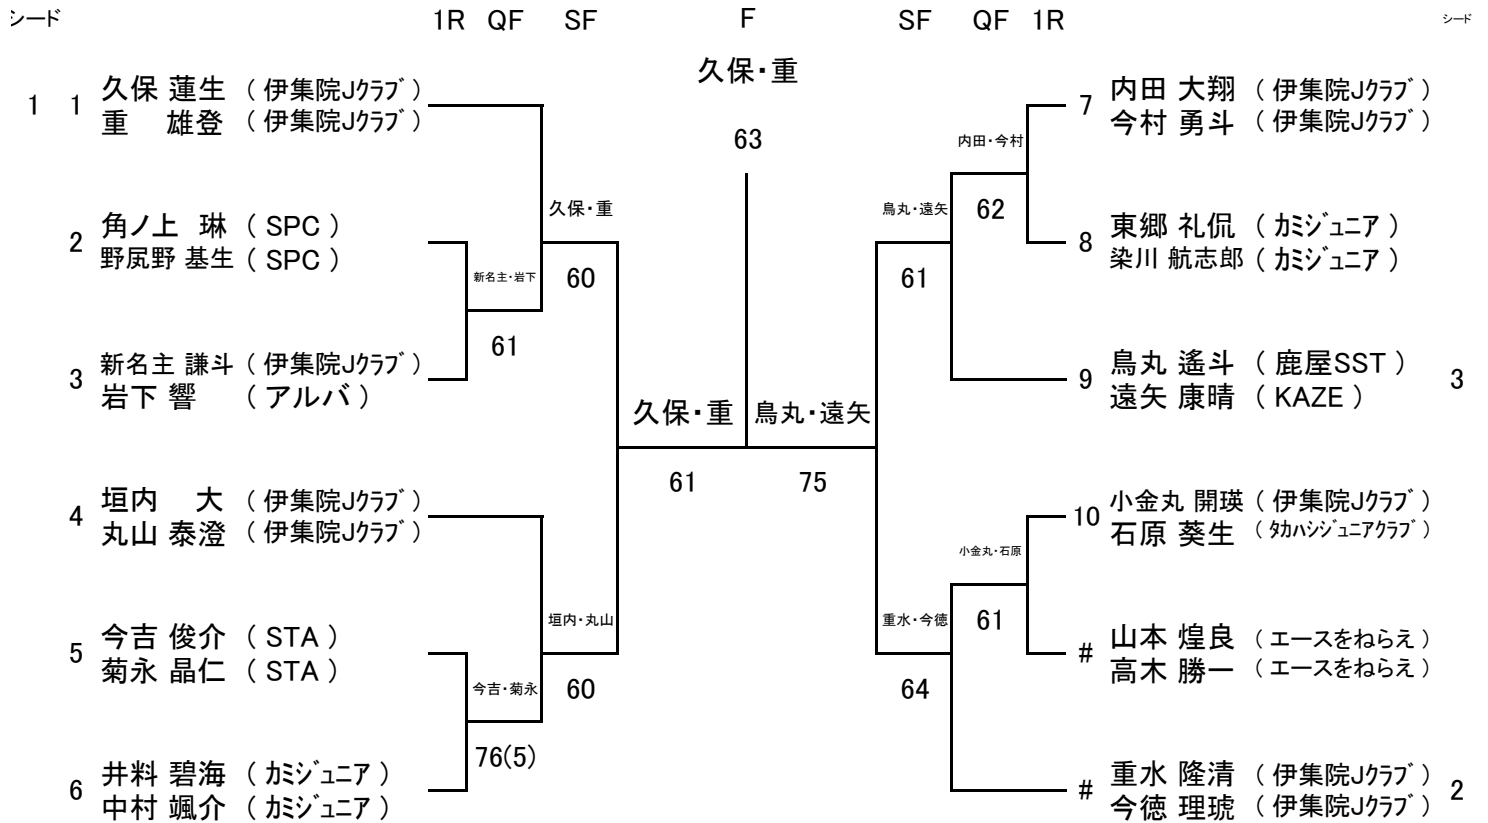 シード 1R QF SF F SF QF 1R シード
久保・重
1 1 久保 蓮生 ( 伊集院Jクラブ )
重 雄登 ( 伊集院Jクラブ )
7 内田 大翔 ( 伊集院Jクラブ )
今村 勇斗 ( 伊集院Jクラブ )
63
内田・今村
久保・重
鳥丸・遠矢
62
2 角ノ上 琳 ( SPC )
野尻野 基生 ( SPC )
8 東郷 礼侃 ( カミジュニア )
染川 航志郎 ( カミジュニア )
新名主・岩下
60
61
61
3 新名主 謙斗 ( 伊集院Jクラブ )
岩下 響 ( アルバ )
9 鳥丸 遙斗 ( 鹿屋SST ) 3
遠矢 康晴 ( KAZE )
久保・重 鳥丸・遠矢
61 75
4 垣内 大 ( 伊集院Jクラブ )
丸山 泰澄 ( 伊集院Jクラブ )
10 小金丸 開瑛 ( 伊集院Jクラブ )
石原 葵生 ( タカハシジュニアクラブ )
小金丸・石原
垣内・丸山
重水・今徳
61
5 今吉 俊介 ( STA )
菊永 晶仁 ( STA )
# 山本 煌良 ( エースをねらえ )
高木 勝一 ( エースをねらえ )
今吉・菊永
60
64
76(5)
6 井料 碧海 ( カミジュニア )
中村 颯介 ( カミジュニア )
# 重水 隆清 ( 伊集院Jクラブ ) 2
今徳 理琥 ( 伊集院Jクラブ )